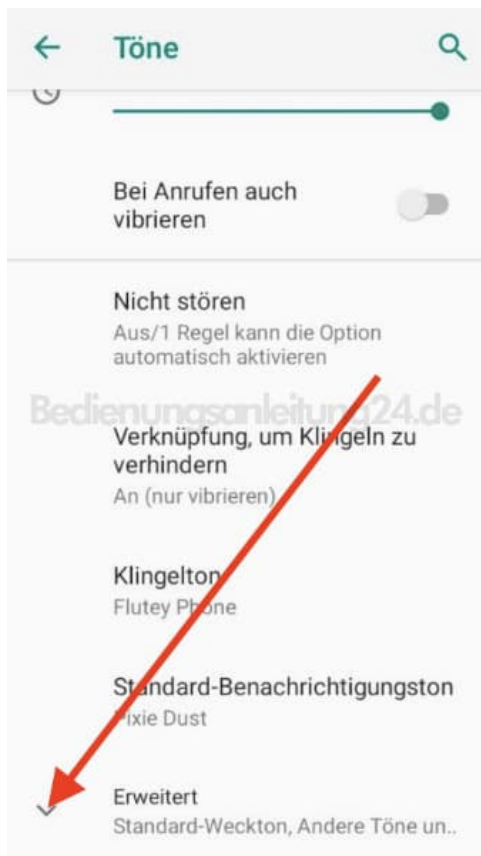 Töne
Bei Anrufen auch
vibrieren
Nicht stören
Aus/1 Regel kann die Option
automatisch aktivieren
Bedienungsanleitung24.de
Verknüpfung, um Klingeln zu
verhindern
An (nur vibrieren)
Klingelton
Flutey Phone
Standard-Benachrichtigungston
Pixie Dust
Erweitert
Standard-Weckton, Andere Töne un..